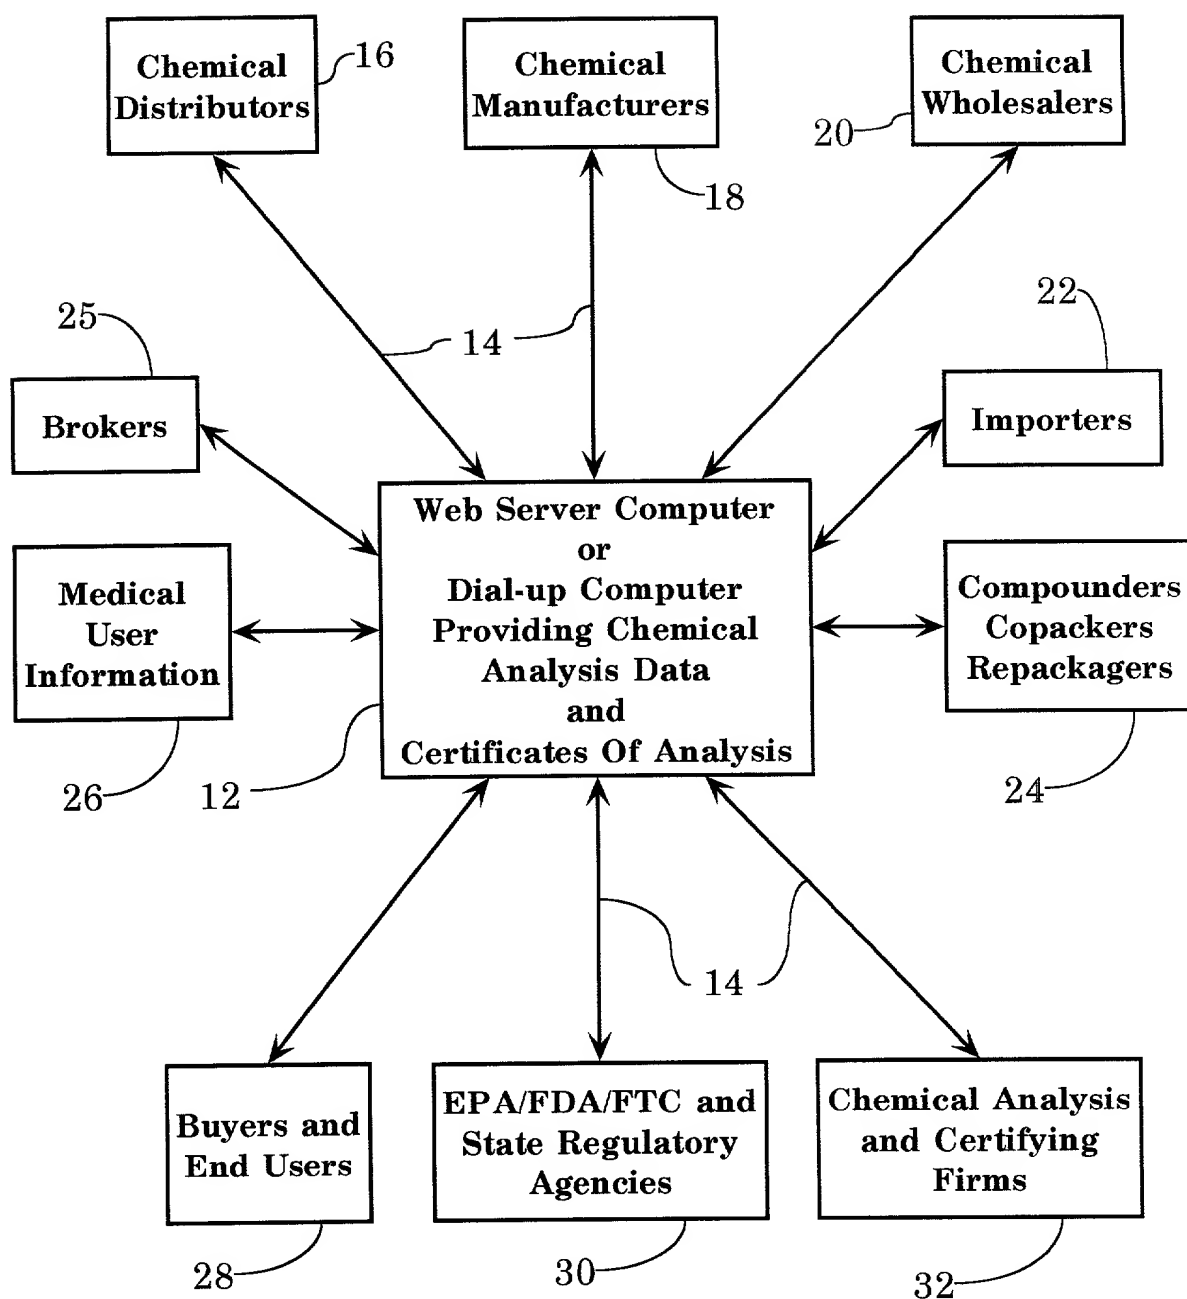 Chemical
Distributors
16
Chemical
Manufacturers
18
Chemical
Wholesalers
20
14
25
Brokers
22
Importers
Web Server Computer
or
Dial-up Computer
Providing Chemical
Analysis Data
and
Certificates Of Analysis
12
Medical
User
Information
26
Compounders
Copackers
Repackagers
24
14
Buyers and
End Users
28
EPA/FDA/FTC and
State Regulatory
Agencies
30
Chemical Analysis
and Certifying
Firms
32